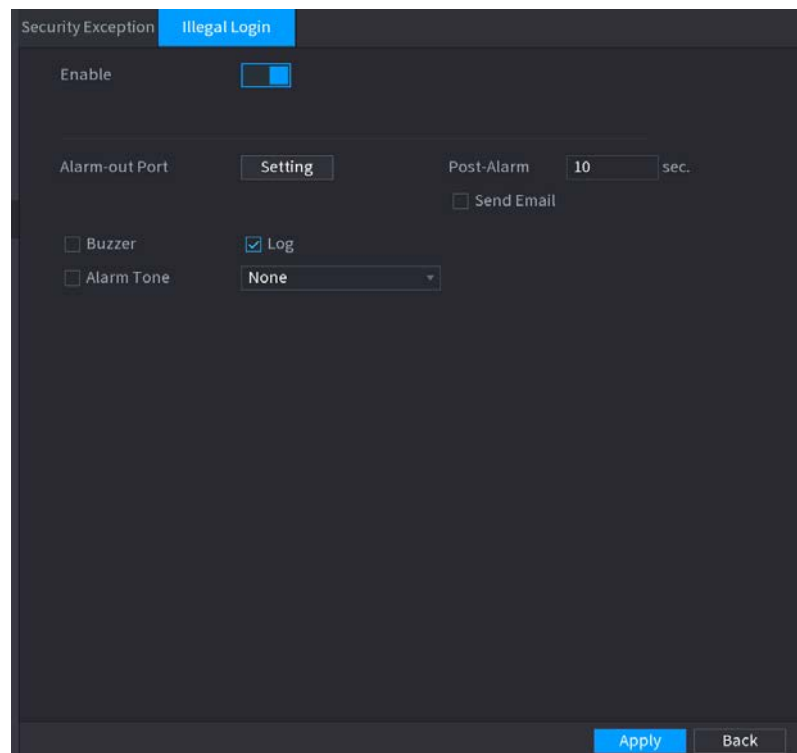 Security Exception Illegal Login
Enable
Alarm-out Port Setting Post-Alarm 10 sec.
Send Email
Buzzer Log
Alarm Tone None
Apply Back